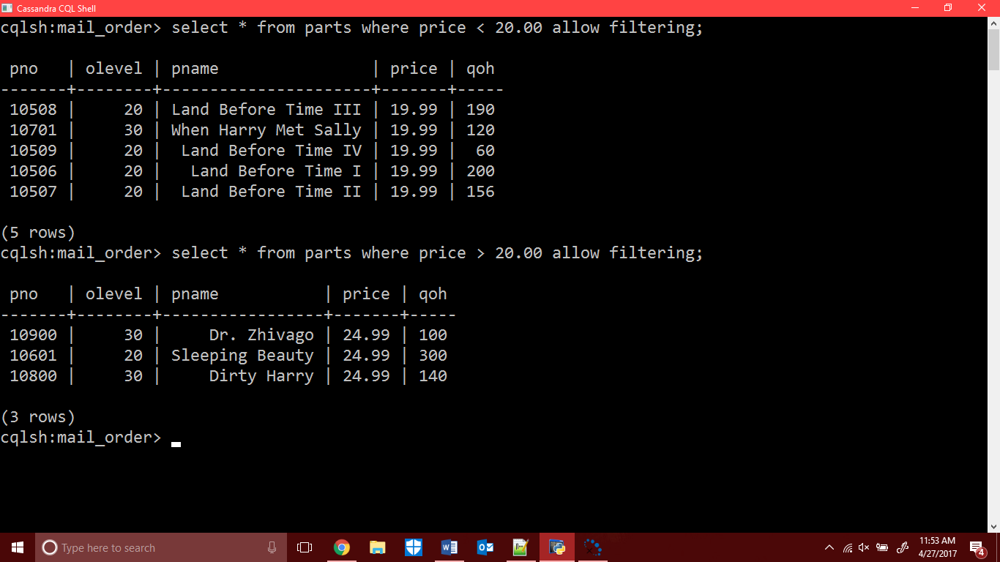 Cassandra CQL Shell
cqlsh:mail_order> select * from parts where price < 20.00 allow filtering;
 pno   | olevel | pname                | price | qoh
-------+--------+----------------------+-------+-----
 10508 |     20 | Land Before Time III | 19.99 | 190
 10701 |     30 | When Harry Met Sally | 19.99 | 120
 10509 |     20 |  Land Before Time IV | 19.99 |  60
 10506 |     20 |   Land Before Time I | 19.99 | 200
 10507 |     20 |  Land Before Time II | 19.99 | 156
(5 rows)
cqlsh:mail_order> select * from parts where price > 20.00 allow filtering;
 pno   | olevel | pname           | price | qoh
-------+--------+-----------------+-------+-----
 10900 |     30 |     Dr. Zhivago | 24.99 | 100
 10601 |     20 | Sleeping Beauty | 24.99 | 300
 10800 |     30 |     Dirty Harry | 24.99 | 140
(3 rows)
cqlsh:mail_order>
Type here to search
11:53 AM
4/27/2017
4